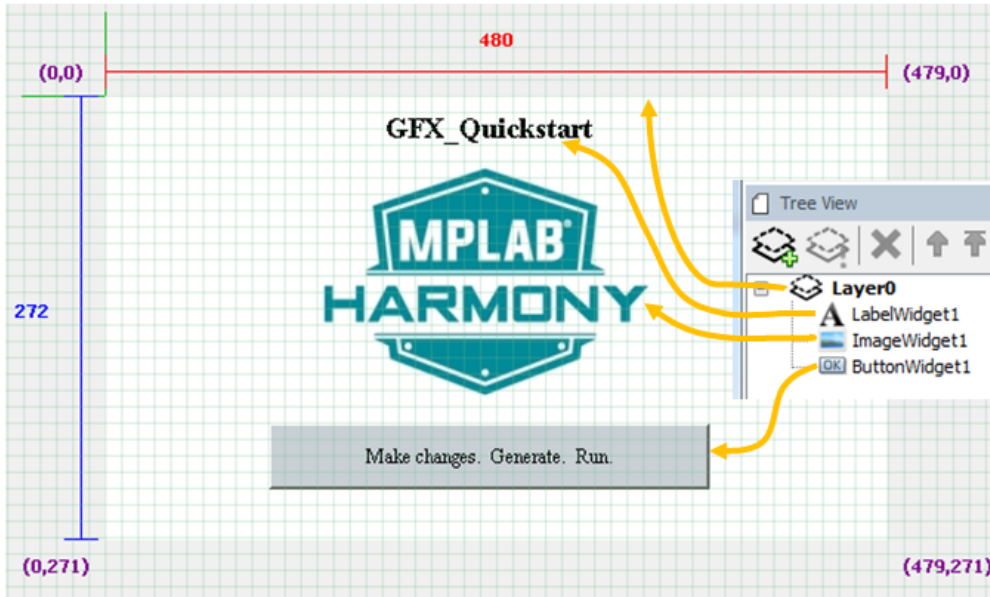 480
(0,0)
(479,0)
GFX_Quickstart
MPLAB®
HARMONY
272
Make changes. Generate. Run.
(0,271)
(479,271)
Tree View
Layer0
LabelWidget1
ImageWidget1
OK ButtonWidget1